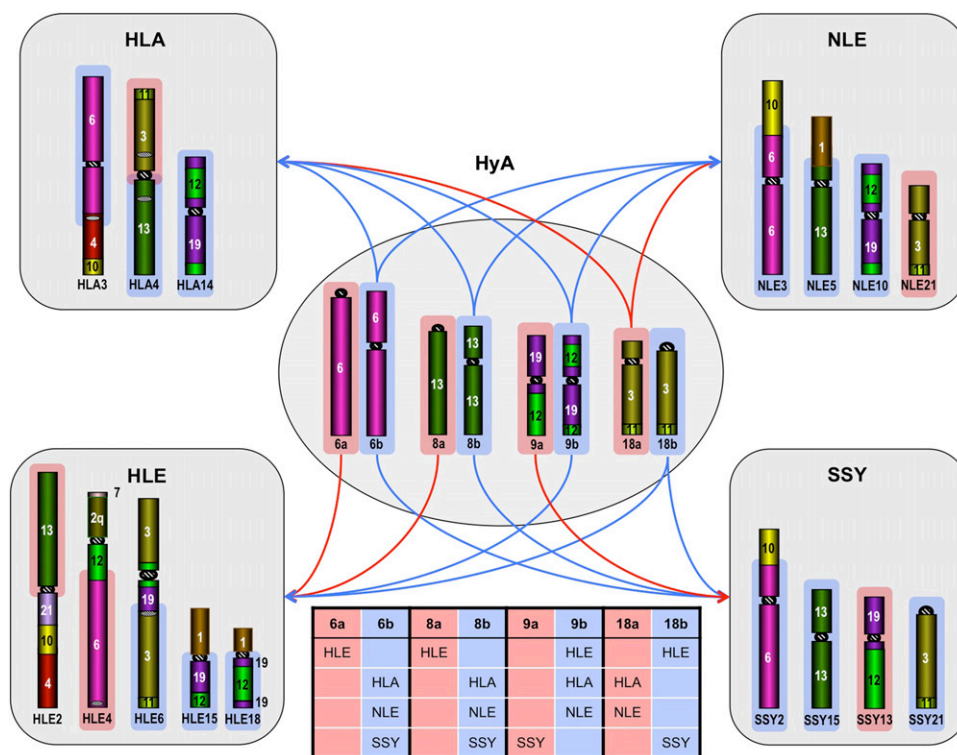 HLA
6
4
10
HLA3
11
3
13
HLA4
12
19
HLA14
NLE
10
6
6
NLE3
1
13
NLE5
12
19
NLE10
3
11
NLE21
HyA
6
6a
6
6b
13
8a
13
13
8b
19
12
9a
12
19
12
9b
3
11
18a
3
11
18b
HLE
13
21
10
4
HLE2
7
2q
12
6
HLE4
3
19
3
11
HLE6
1
19
12
HLE15
1
19
12
19
HLE18
6a 6b 8a 8b 9a 9b 18a 18b
HLE HLE HLE HLE
HLA HLA HLA HLA
NLE NLE NLE NLE
SSY SSY SSY SSY
SSY
10
6
SSY2
13
13
SSY15
19
12
SSY13
3
11
SSY21